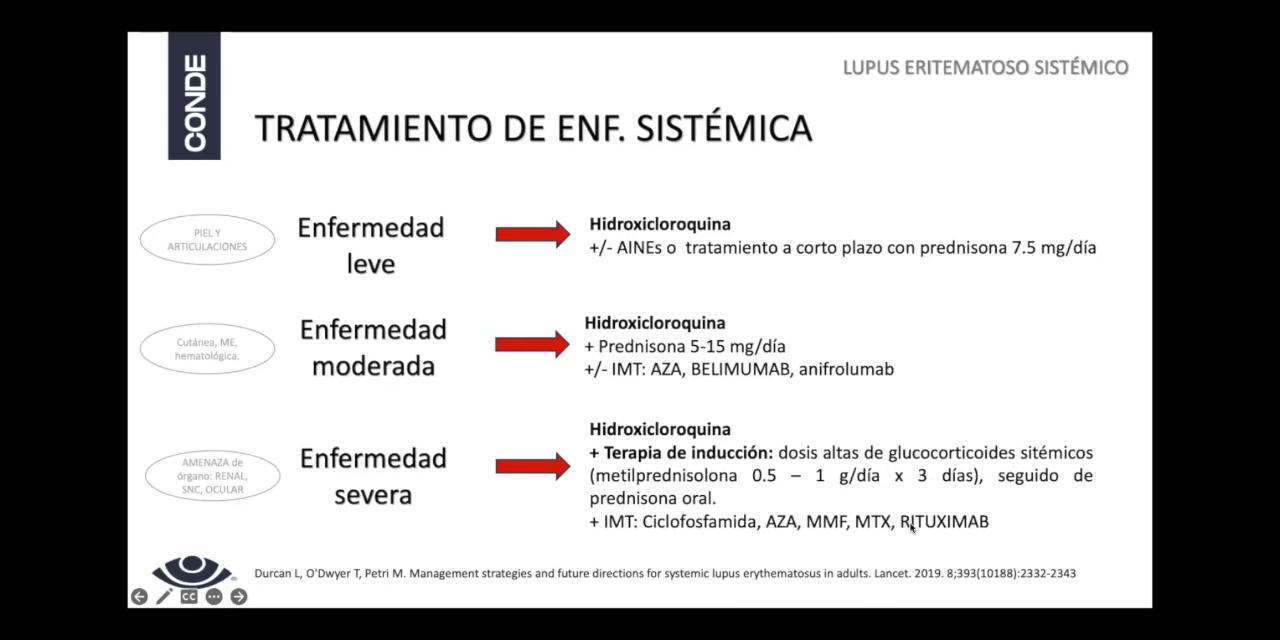 CONDE
LUPUS ERITEMATOSO SISTÉMICO
TRATAMIENTO DE ENF. SISTÉMICA
PIEL Y
ARTICULACIONES
Enfermedad
leve
Hidroxicloroquina
+/- AINEs o tratamiento a corto plazo con prednisona 7.5 mg/día
Cutánea, ME,
hematológica.
Enfermedad
moderada
Hidroxicloroquina
+ Prednisona 5-15 mg/día
+/- IMT: AZA, BELIMUMAB, anifrolumab
AMENAZA de
órgano: RENAL,
SNC, OCULAR
Enfermedad
severa
Hidroxicloroquina
+ Terapia de inducción: dosis altas de glucocorticoides sitémicos
(metilprednisolona 0.5 – 1 g/día x 3 días), seguido de
prednisona oral.
+ IMT: Ciclofosfamida, AZA, MMF, MTX, RITUXIMAB
Durcan L, O'Dwyer T, Petri M. Management strategies and future directions for systemic lupus erythematosus in adults. Lancet. 2019. 8;393(10188):2332-2343
CC